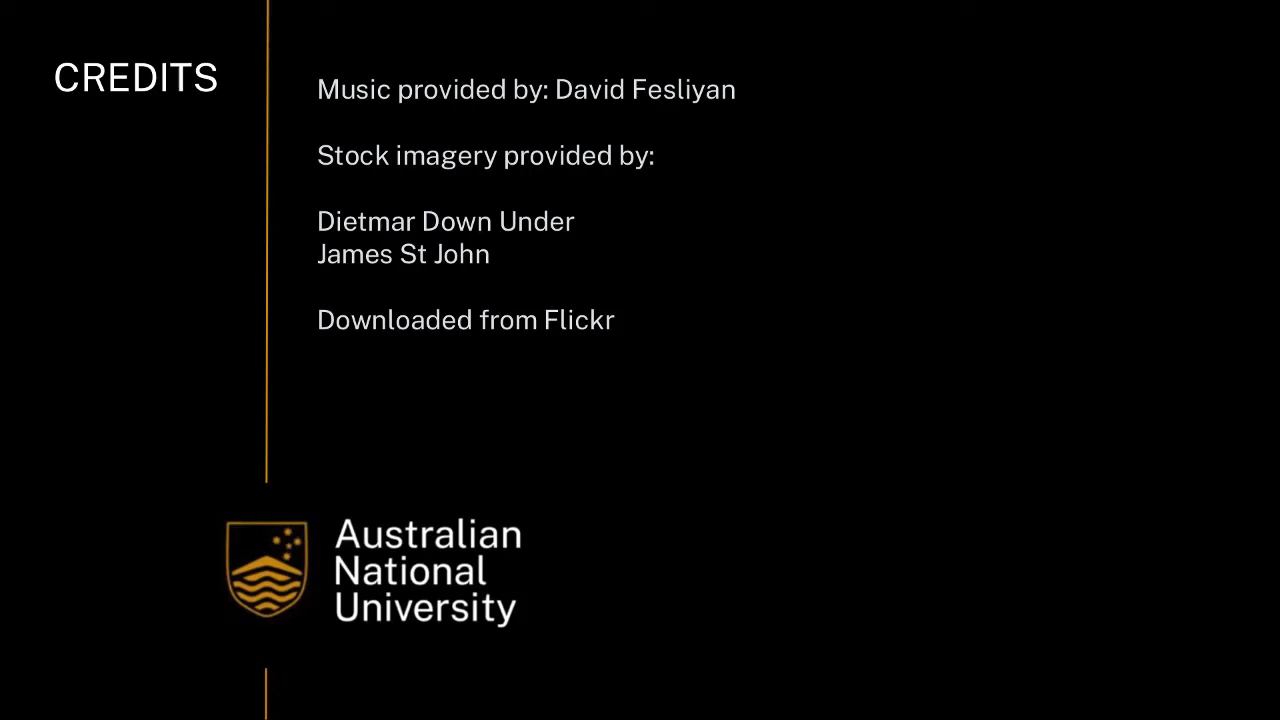 CREDITS
Music provided by: David Fesliyan
Stock imagery provided by:
Dietmar Down Under
James St John
Downloaded from Flickr
Australian
National
University